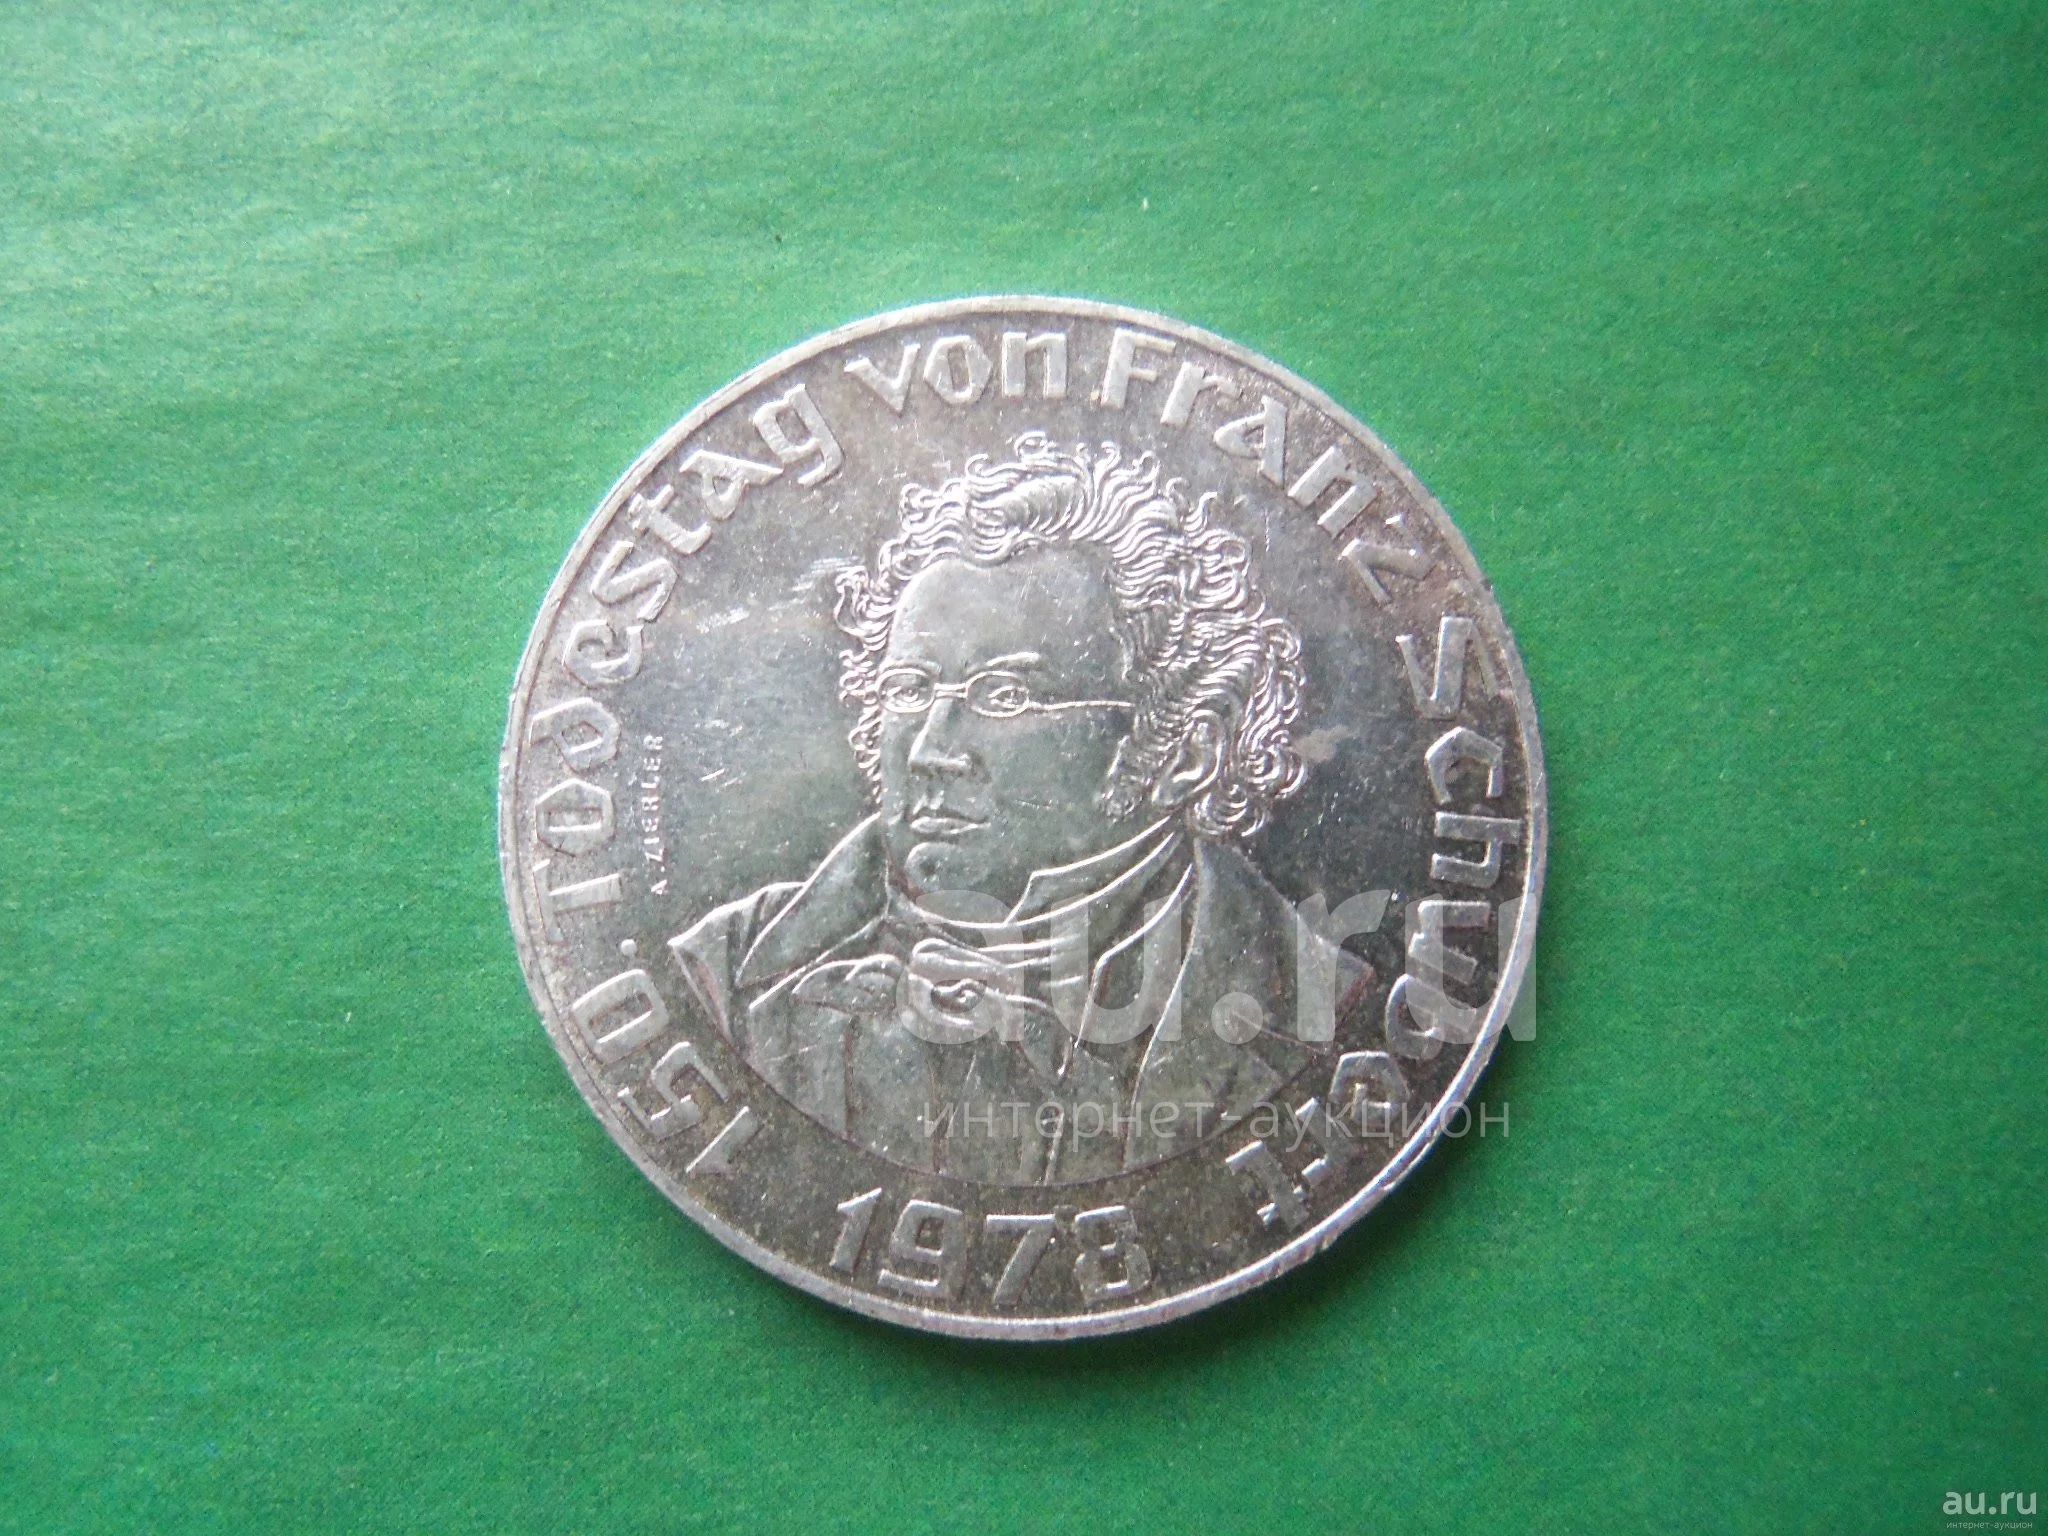 150. Todestag von Franz Schubert
1978
A.ZIERLER
au.ru
интернет-аукцион
au.ru
интернет-аукцион